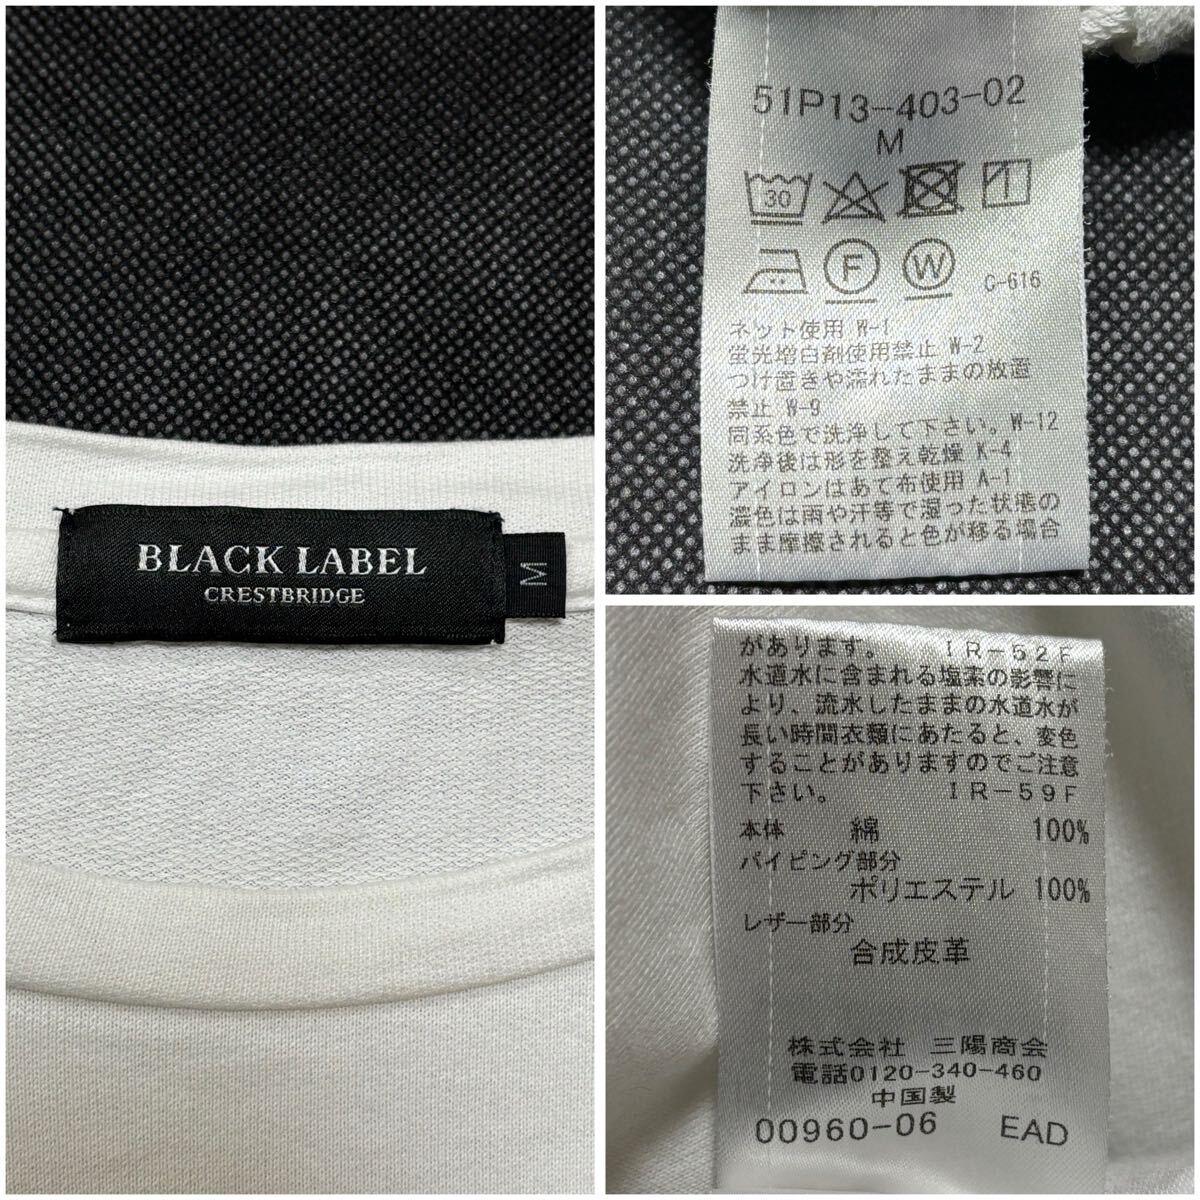 BLACK LABEL
CRESTBRIDGE
M
51P13-403-02
M
30
F
W
C-616
ネット使用 W-1
蛍光増白剤使用禁止 W-2
つけ置きや濡れたままの放置
禁止 W-9
同系色で洗浄して下さい。W-12
洗浄後は形を整え乾燥 K-4
アイロンはあて布使用 A-1
濃色は雨や汗等で湿った状態の
まま摩擦されると色が移る場合
があります。 IR-52F
水道水に含まれる塩素の影響に
より、流水したままの水道水が
長い時間衣類にあたると、変色
することがありますのでご注意
下さい。 IR-59F
本体 綿 100%
パイピング部分
ポリエステル 100%
レザー部分
合成皮革
株式会社 三陽商会
電話0120-340-460
中国製
00960-06 EAD